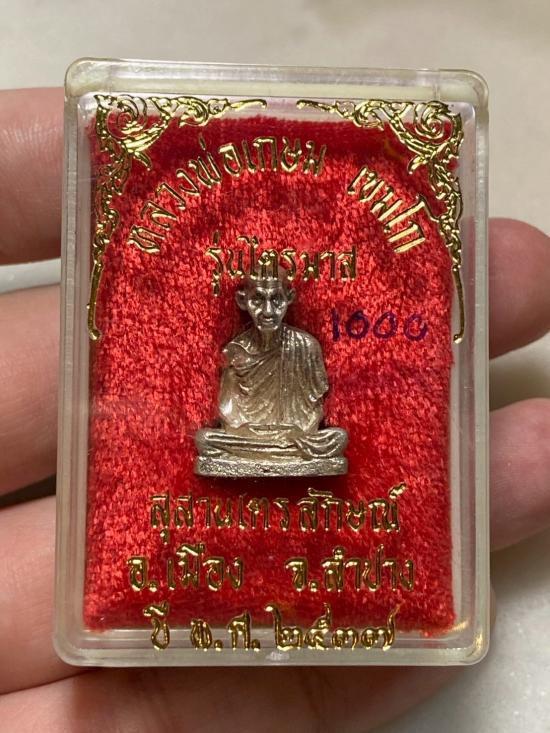 หลวงพ่อเกษม เขมโก
รุ่นไตรมาส
1000
สุสานไตรลักษณ์
อ.เมือง จ.ลำปาง
ปี พ.ศ.๒๕๓๗